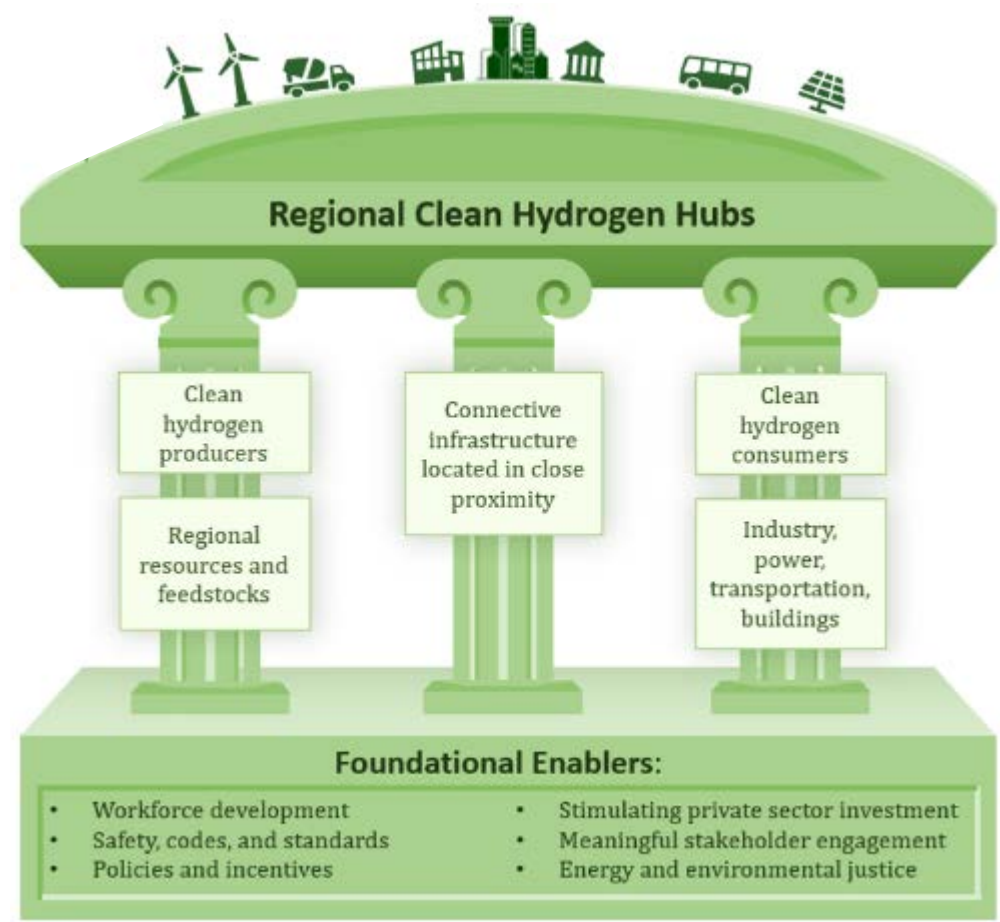 Regional Clean Hydrogen Hubs
Clean
hydrogen
producers
Regional
resources and
feedstocks
Connective
infrastructure
located in close
proximity
Clean
hydrogen
consumers
Industry,
power,
transportation,
buildings
Foundational Enablers:
• Workforce development
• Safety, codes, and standards
• Policies and incentives
• Stimulating private sector investment
• Meaningful stakeholder engagement
• Energy and environmental justice